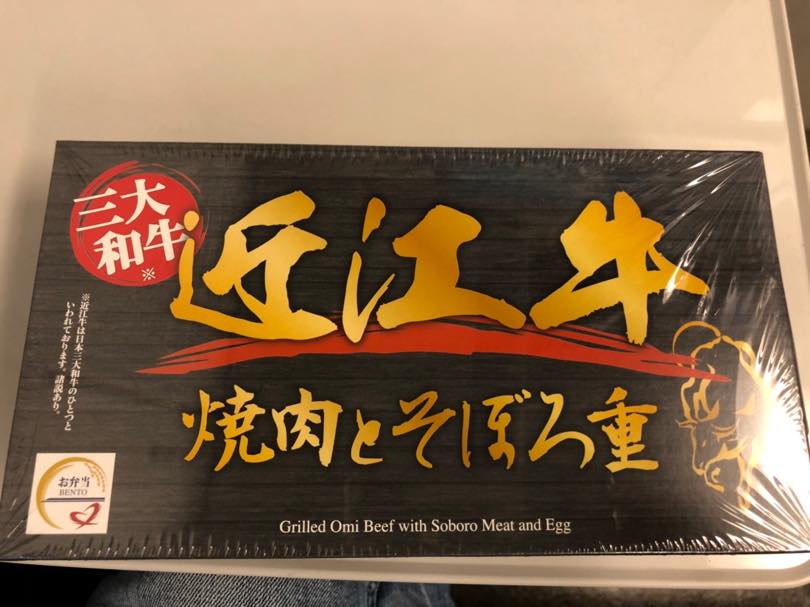 三大
和牛
※
近江牛
※近江牛は日本三大和牛のひとつと
いわれております。諸説あり。
焼肉とそぼろ重
お弁当
BENTO
Grilled Omi Beef with Soboro Meat and Egg